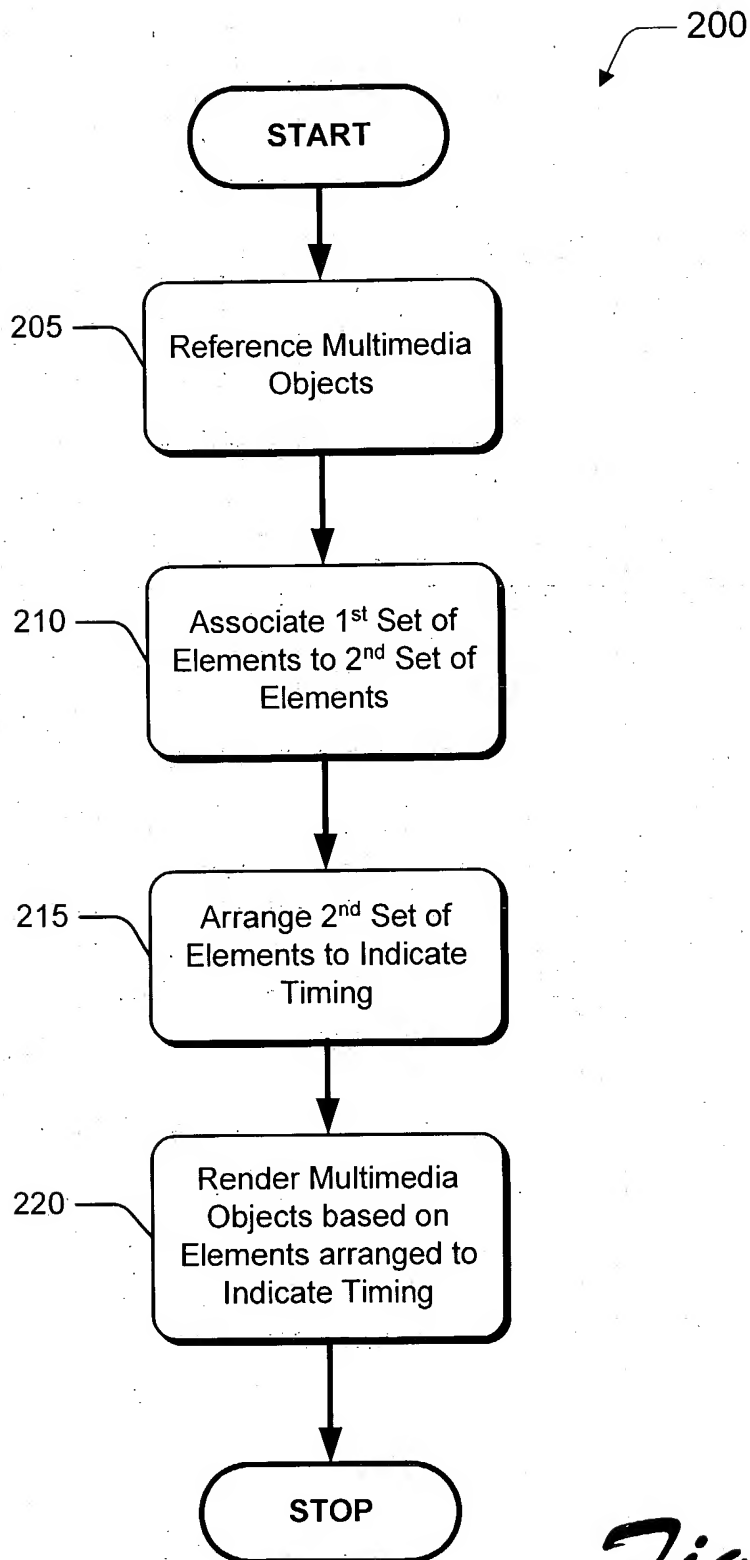 200
START
205
Reference Multimedia
Objects
210
Associate 1st Set of
Elements to 2nd Set of
Elements
215
Arrange 2nd Set of
Elements to Indicate
Timing
220
Render Multimedia
Objects based on
Elements arranged to
Indicate Timing
STOP